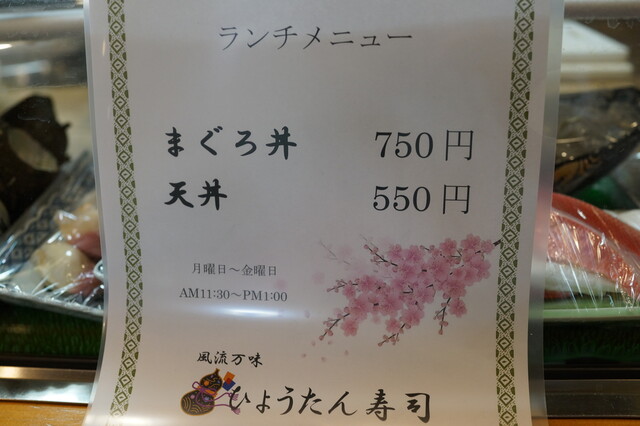 ランチメニュー
まぐろ丼 750円
天丼 550円
月曜日～金曜日
AM11:30～PM1:00
風流万味
ひょうたん寿司